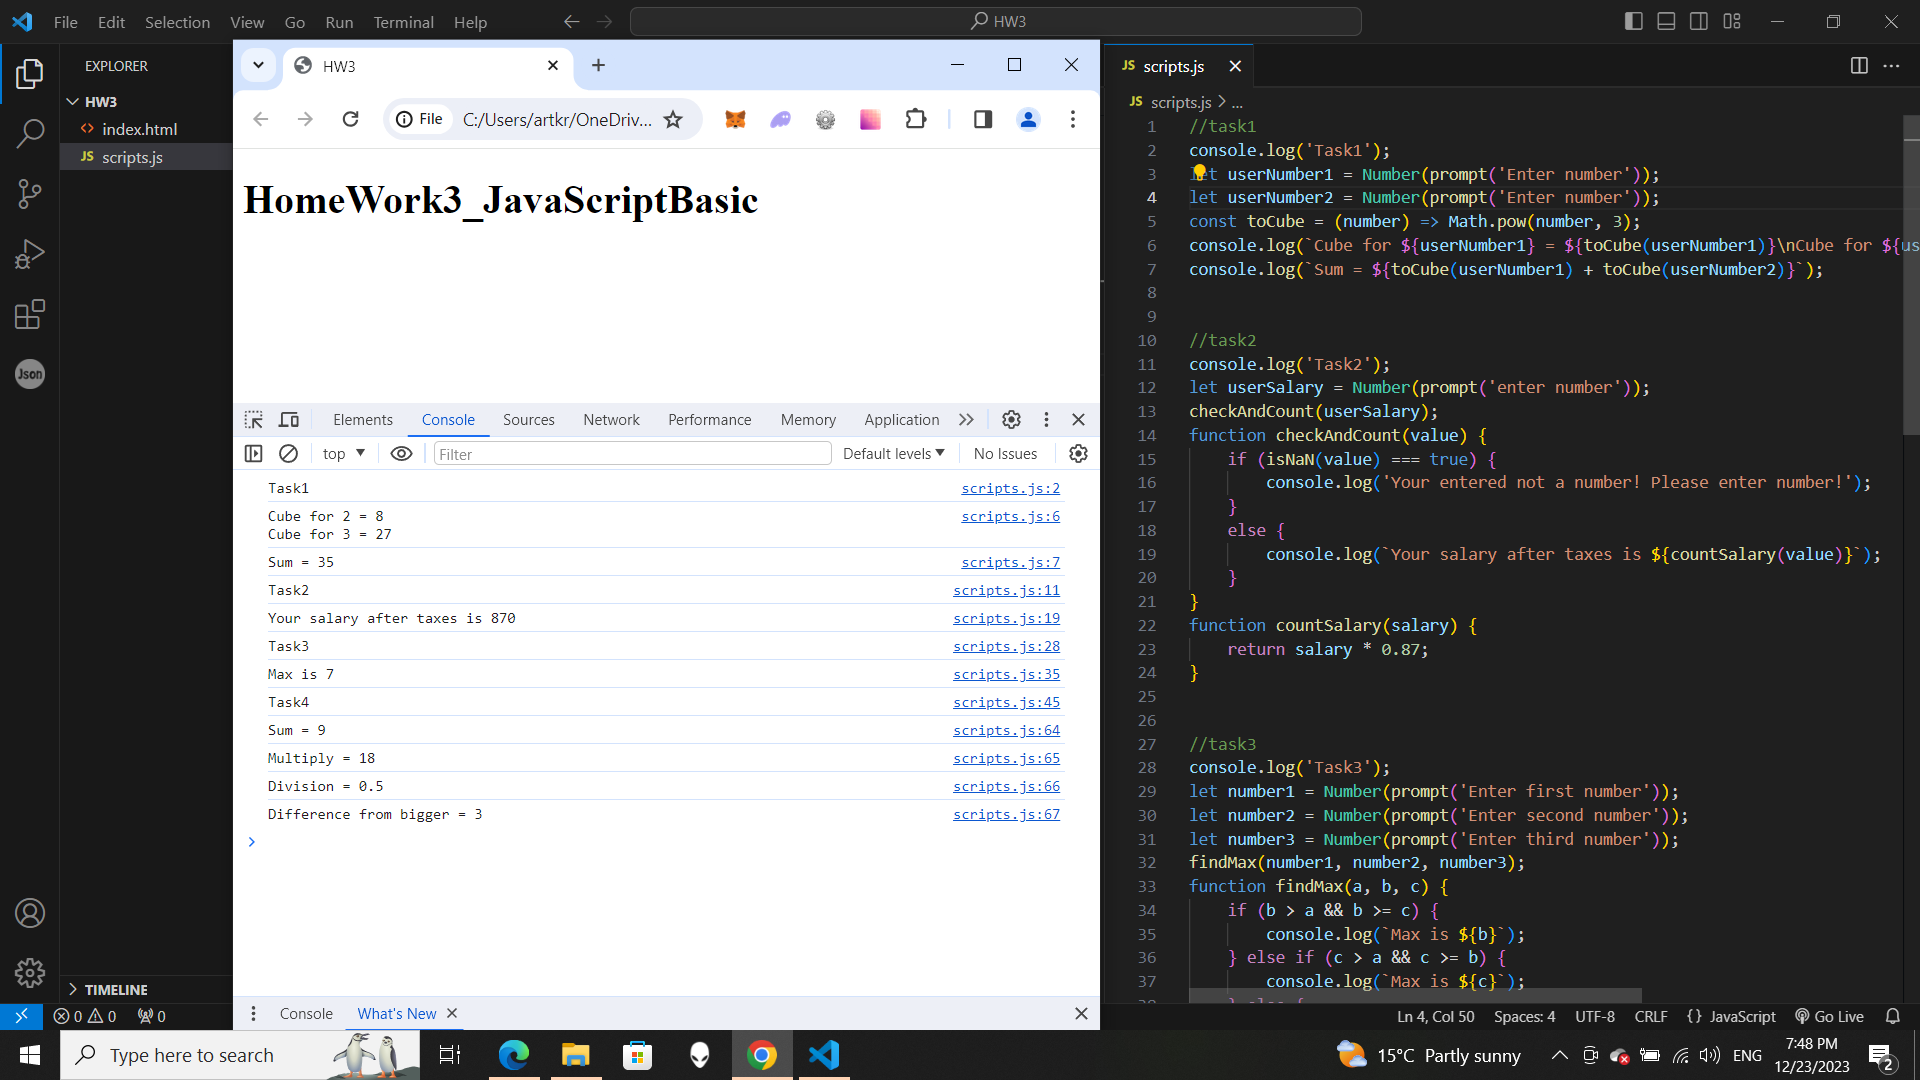 File Edit Selection View Go Run Terminal Help
HW3
EXPLORER
HW3
index.html
JS scripts.js
Json
TIMELINE
HW3
File C:/Users/artkr/OneDriv...
HomeWork3_JavaScriptBasic
Elements Console Sources Network Performance Memory Application
top Filter Default levels No Issues
Task1 scripts.js:2
Cube for 2 = 8 scripts.js:6
Cube for 3 = 27
Sum = 35 scripts.js:7
Task2 scripts.js:11
Your salary after taxes is 870 scripts.js:19
Task3 scripts.js:28
Max is 7 scripts.js:35
Task4 scripts.js:45
Sum = 9 scripts.js:64
Multiply = 18 scripts.js:65
Division = 0.5 scripts.js:66
Difference from bigger = 3 scripts.js:67
Console What's New
JS scripts.js
JS scripts.js > ...
1 //task1
2 console.log('Task1');
3 let userNumber1 = Number(prompt('Enter number'));
4 let userNumber2 = Number(prompt('Enter number'));
5 const toCube = (number) => Math.pow(number, 3);
6 console.log(`Cube for ${userNumber1} = ${toCube(userNumber1)}\nCube for ${us
7 console.log(`Sum = ${toCube(userNumber1) + toCube(userNumber2)}`);
8
9
10 //task2
11 console.log('Task2');
12 let userSalary = Number(prompt('enter number'));
13 checkAndCount(userSalary);
14 function checkAndCount(value) {
15 if (isNaN(value) === true) {
16 console.log('Your entered not a number! Please enter number!');
17 }
18 else {
19 console.log(`Your salary after taxes is ${countSalary(value)}`);
20 }
21 }
22 function countSalary(salary) {
23 return salary * 0.87;
24 }
25
26
27 //task3
28 console.log('Task3');
29 let number1 = Number(prompt('Enter first number'));
30 let number2 = Number(prompt('Enter second number'));
31 let number3 = Number(prompt('Enter third number'));
32 findMax(number1, number2, number3);
33 function findMax(a, b, c) {
34 if (b > a && b >= c) {
35 console.log(`Max is ${b}`);
36 } else if (c > a && c >= b) {
37 console.log(`Max is ${c}`);
38 } else {
0 0 0 Ln 4, Col 50 Spaces: 4 UTF-8 CRLF {} JavaScript Go Live
Type here to search 15°C Partly sunny ENG 7:48 PM
12/23/2023 2